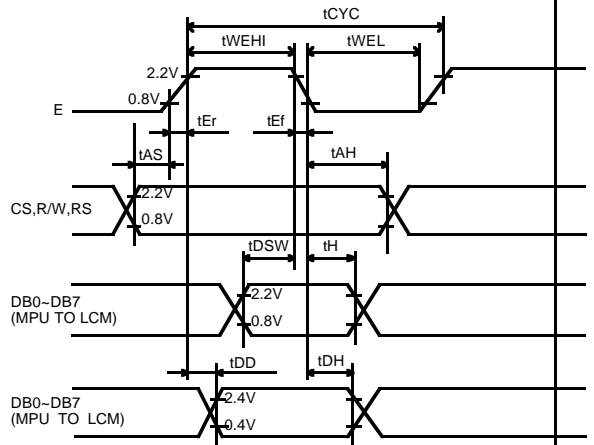 tCYC
tWEHI
tWEL
2.2V
0.8V
E
tEr
tEf
tAS
tAH
2.2V
CS,R/W,RS
0.8V
tDSW
tH
2.2V
DB0~DB7
(MPU TO LCM)
0.8V
tDD
tDH
2.4V
DB0~DB7
(MPU TO LCM)
0.4V